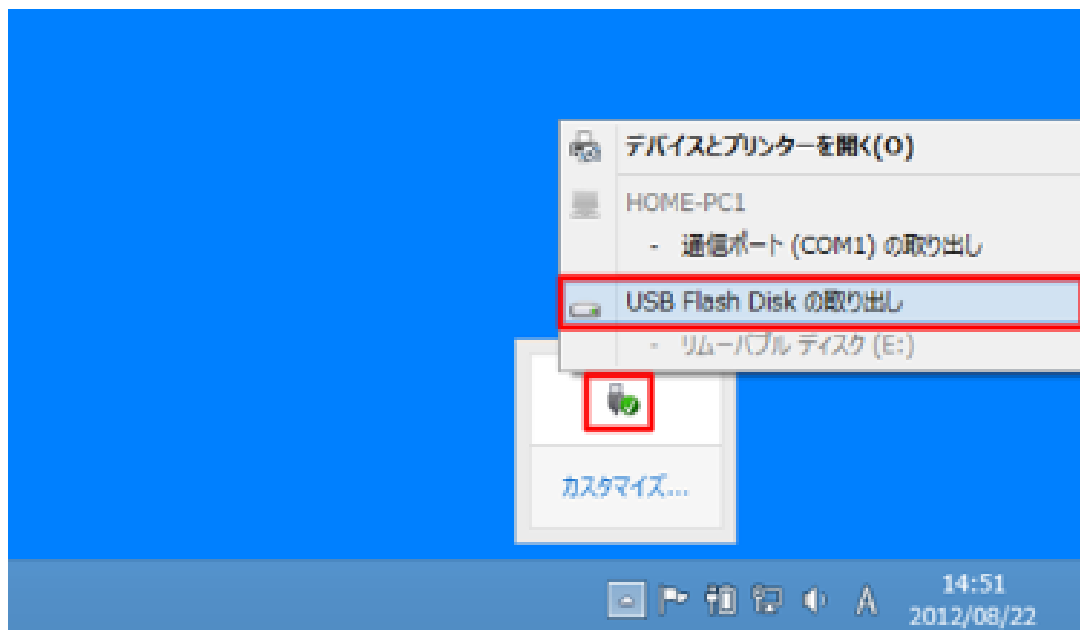 デバイスとプリンターを開く(O)
HOME-PC1
- 通信ポート (COM1) の取り出し
USB Flash Disk の取り出し
- リムーバブル ディスク (E:)
カスタマイズ...
A
14:51
2012/08/22